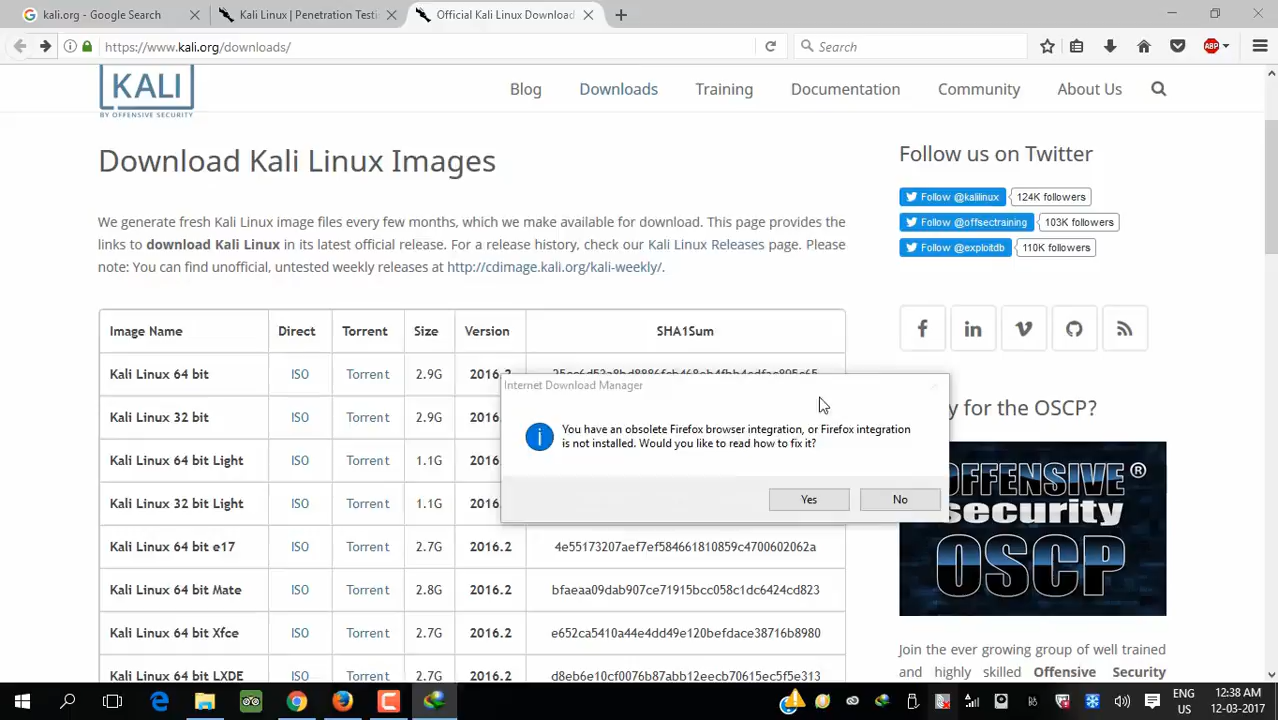 kali.org - Google Search
Kali Linux | Penetration Testi
Official Kali Linux Download
https://www.kali.org/downloads/
Search
ABP
KALI
BY OFFENSIVE SECURITY
Blog
Downloads
Training
Documentation
Community
About Us
Download Kali Linux Images
We generate fresh Kali Linux image files every few months, which we make available for download. This page provides the
links to download Kali Linux in its latest official release. For a release history, check our Kali Linux Releases page. Please
note: You can find unofficial, untested weekly releases at http://cdimage.kali.org/kali-weekly/.
Image Name Direct Torrent Size Version SHA1Sum
Kali Linux 64 bit ISO Torrent 2.9G 2016.2
Kali Linux 32 bit ISO Torrent 2.9G 2016.
Kali Linux 64 bit Light ISO Torrent 1.1G 2016.
Kali Linux 32 bit Light ISO Torrent 1.1G 2016.
Kali Linux 64 bit e17 ISO Torrent 2.7G 2016.2 4e55173207aef7ef584661810859c4700602062a
Kali Linux 64 bit Mate ISO Torrent 2.8G 2016.2 bfaeaa09dab907ce71915bcc058c1dc6424cd823
Kali Linux 64 bit Xfce ISO Torrent 2.7G 2016.2 e652ca5410a44e4dd49e120befdace38716b8980
Kali Linux 64 bit LXDE ISO Torrent 2.7G 2016.2 d8eb6e10cf0076b87abb12eecb70615ec5f5e313
Internet Download Manager
You have an obsolete Firefox browser integration, or Firefox integration
is not installed. Would you like to read how to fix it?
Yes
No
Follow us on Twitter
Follow @kalilinux 124K followers
Follow @offsectraining 103K followers
Follow @exploitdb 110K followers
y for the OSCP?
OFFENSIVE®
security
OSCP
Join the ever growing group of well trained
and highly skilled Offensive Security
ENG
US
12:38 AM
12-03-2017